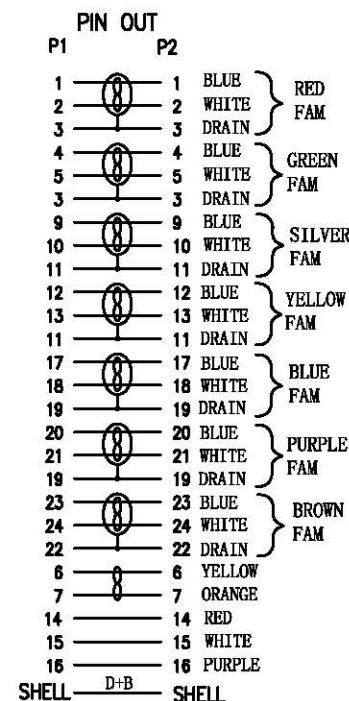 PIN OUT
P1 P2
1 1 BLUE
2 2 WHITE RED FAM
3 3 DRAIN
4 4 BLUE
5 5 WHITE GREEN FAM
3 3 DRAIN
9 9 BLUE
10 10 WHITE SILVER FAM
11 11 DRAIN
12 12 BLUE
13 13 WHITE YELLOW FAM
11 11 DRAIN
17 17 BLUE
18 18 WHITE BLUE FAM
19 19 DRAIN
20 20 BLUE
21 21 WHITE PURPLE FAM
19 19 DRAIN
23 23 BLUE
24 24 WHITE BROWN FAM
22 22 DRAIN
6 6 YELLOW
7 7 ORANGE
14 14 RED
15 15 WHITE
16 16 PURPLE
SHELL D+B SHELL